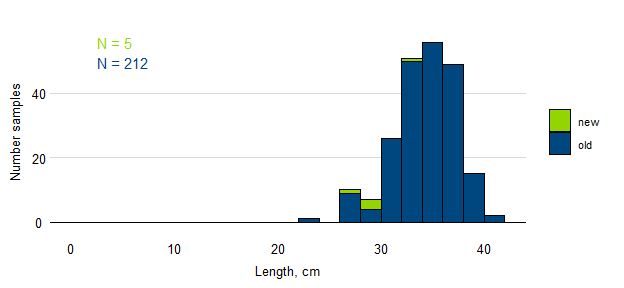 N = 5
N = 212
Number samples
40
20
0
0 10 20 30 40
Length, cm
new
old